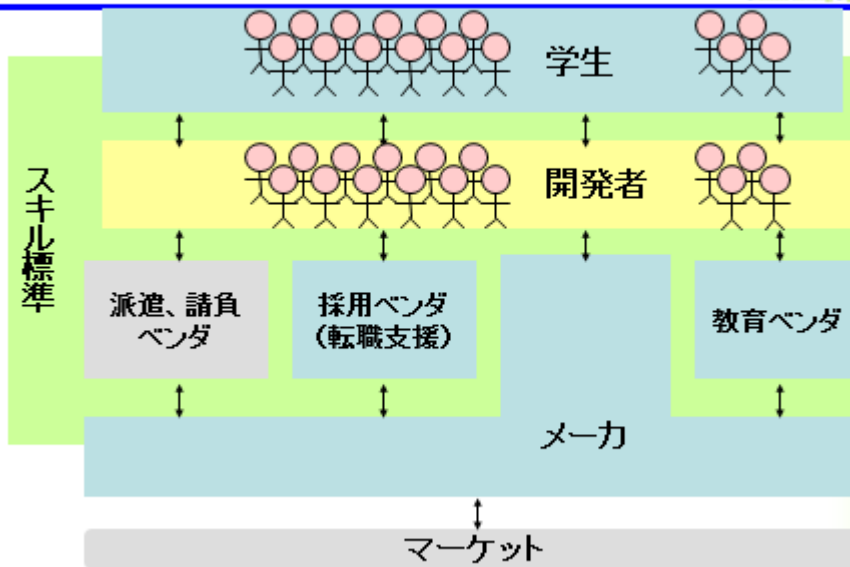 学生
開発者
スキル標準
派遣、請負
ベンダ
採用ベンダ
(転職支援)
教育ベンダ
メーカ
マーケット